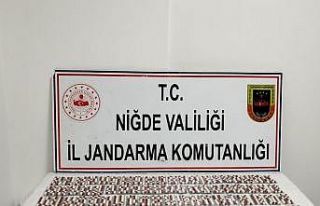 T.C.
NİĞDE VALİLİĞİ
İL JANDARMA KOMUTANLIĞI